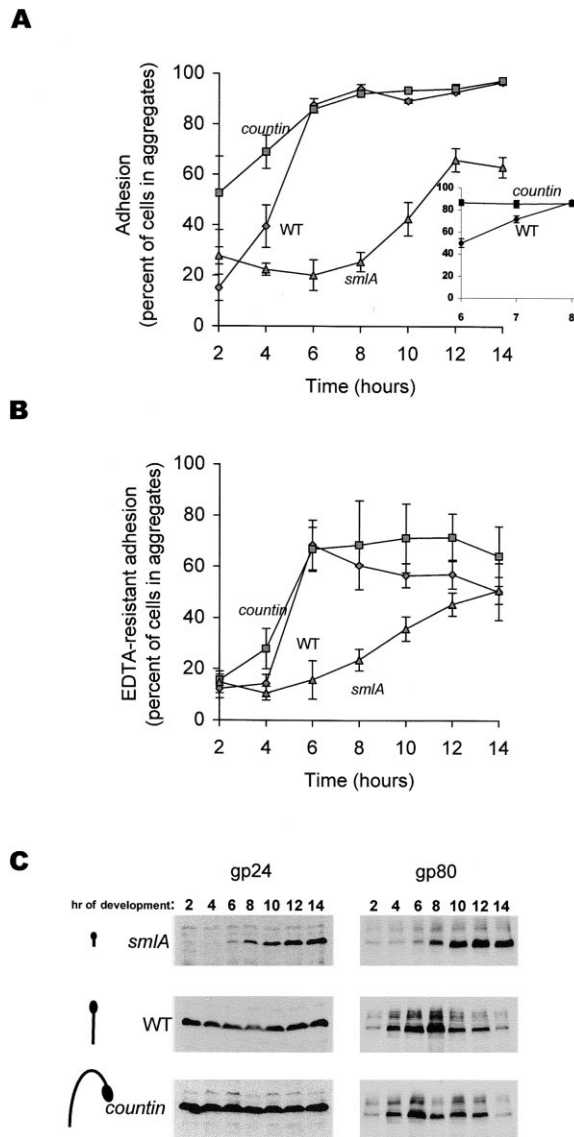 A
Adhesion
(percent of cells in aggregates)
100
80
60
40
20
0
countin
WT
smlA
100
80
60
40
20
0
countin
WT
6 7 8
2 4 6 8 10 12 14
Time (hours)
B
EDTA-resistant adhesion
(percent of cells in aggregates)
100
80
60
40
20
0
countin
WT
smlA
2 4 6 8 10 12 14
Time (hours)
C
gp24 gp80
hr of development: 2 4 6 8 10 12 14 2 4 6 8 10 12 14
smlA
WT
countin